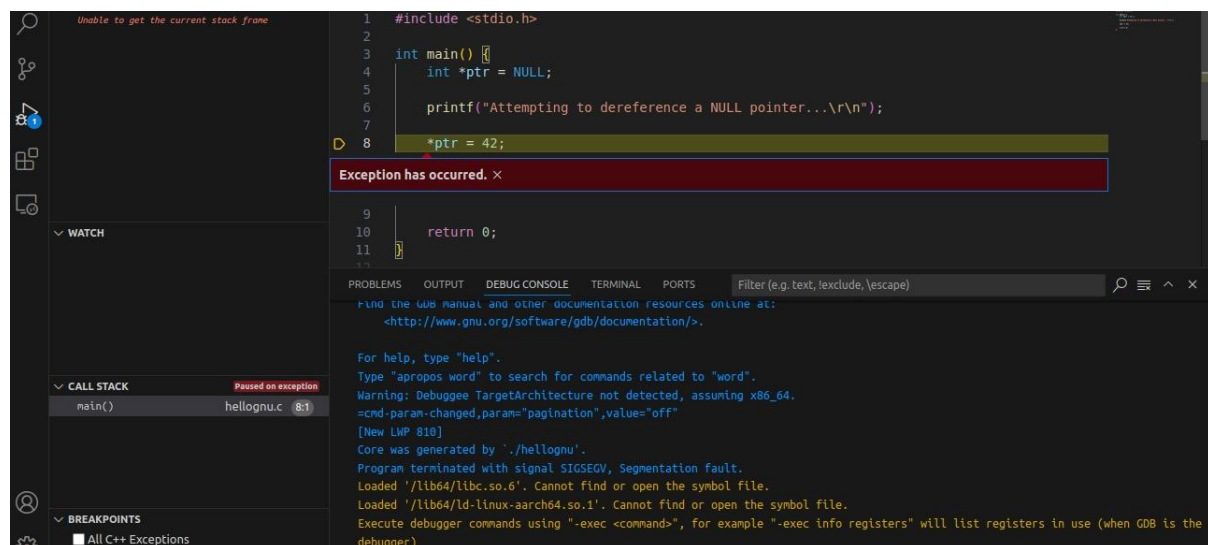 Unable to get the current stack frame
WATCH
CALL STACK Paused on exception
main() hellognu.c 8:1
BREAKPOINTS
All C++ Exceptions
1
1 #include <stdio.h>
2
3 int main() {
4 int *ptr = NULL;
5
6 printf("Attempting to dereference a NULL pointer...\r\n");
7
8 *ptr = 42;
Exception has occurred. ×
9
10 return 0;
11 }
12
PROBLEMS OUTPUT DEBUG CONSOLE TERMINAL PORTS Filter (e.g. text, !exclude, \escape)
Find the GDB manual and other documentation resources online at:
<http://www.gnu.org/software/gdb/documentation/>.
For help, type "help".
Type "apropos word" to search for commands related to "word".
Warning: Debuggee TargetArchitecture not detected, assuming x86_64.
=cmd-param-changed,param="pagination",value="off"
[New LWP 810]
Core was generated by `./hellognu'.
Program terminated with signal SIGSEGV, Segmentation fault.
Loaded '/lib64/libc.so.6'. Cannot find or open the symbol file.
Loaded '/lib64/ld-linux-aarch64.so.1'. Cannot find or open the symbol file.
Execute debugger commands using "-exec <command>", for example "-exec info registers" will list registers in use (when GDB is the
debugger)